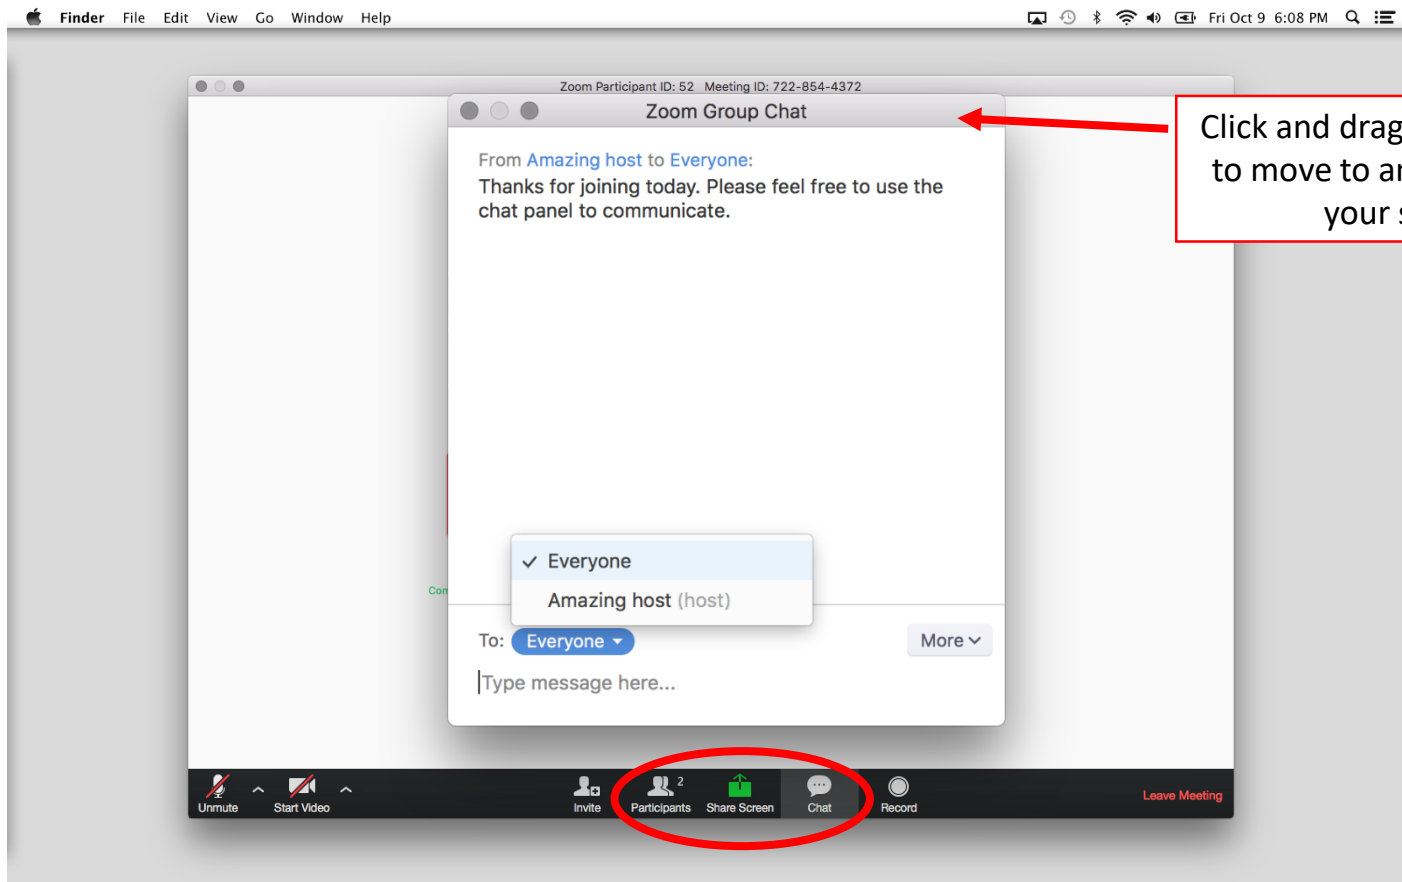 Finder File Edit View Go Window Help
Fri Oct 9 6:08 PM
Zoom Participant ID: 52 Meeting ID: 722-854-4372
Zoom Group Chat
Click and drag
to move to
your
From Amazing host to Everyone:
Thanks for joining today. Please feel free to use the
chat panel to communicate.
✓ Everyone
Amazing host (host)
To: Everyone
More
Type message here...
2
Unmute Start Video Invite Participants Share Screen Chat Record Leave Meeting